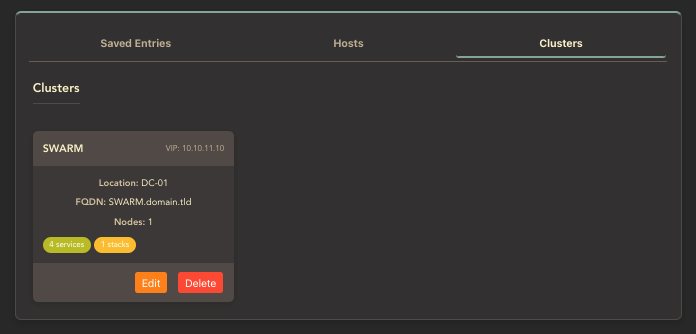 Saved Entries Hosts Clusters
Clusters
SWARM VIP: 10.10.11.10
Location: DC-01
FQDN: SWARM.domain.tld
Nodes: 1
4 services 1 stacks
Edit Delete